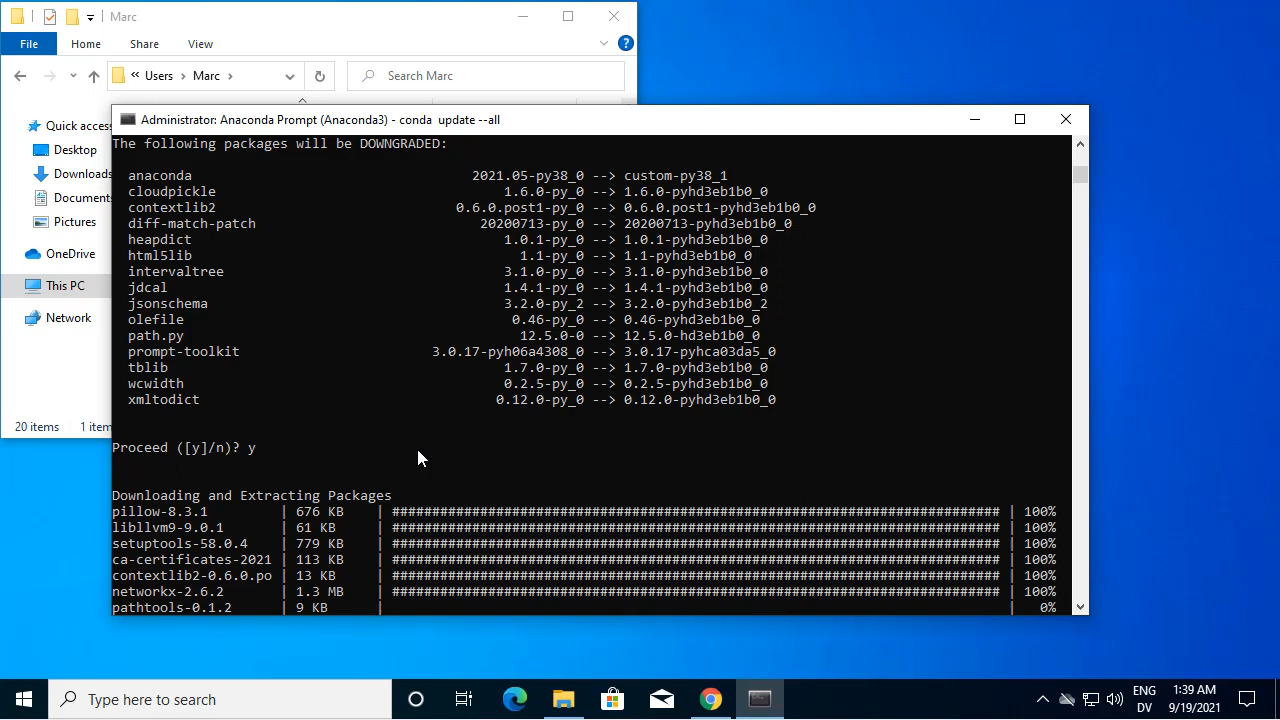 Marc
File Home Share View
Users Marc Search Marc
Quick access
Desktop
Downloads
Documents
Pictures
OneDrive
This PC
Network
20 items
Administrator: Anaconda Prompt (Anaconda3) - conda update --all
The following packages will be DOWNGRADED:
anaconda 2021.05-py38_0 --> custom-py38_1
cloudpickle 1.6.0-py_0 --> 1.6.0-pyhd3eb1b0_0
contextlib2 0.6.0.post1-py_0 --> 0.6.0.post1-pyhd3eb1b0_0
diff-match-patch 20200713-py_0 --> 20200713-pyhd3eb1b0_0
heapdict 1.0.1-py_0 --> 1.0.1-pyhd3eb1b0_0
html5lib 1.1-py_0 --> 1.1-pyhd3eb1b0_0
intervaltree 3.1.0-py_0 --> 3.1.0-pyhd3eb1b0_0
jdcal 1.4.1-py_0 --> 1.4.1-pyhd3eb1b0_0
jsonschema 3.2.0-py_2 --> 3.2.0-pyhd3eb1b0_2
olefile 0.46-py_0 --> 0.46-pyhd3eb1b0_0
path.py 12.5.0-0 --> 12.5.0-hd3eb1b0_0
prompt-toolkit 3.0.17-pyh06a4308_0 --> 3.0.17-pyhca03da5_0
tblib 1.7.0-py_0 --> 1.7.0-pyhd3eb1b0_0
wcwidth 0.2.5-py_0 --> 0.2.5-pyhd3eb1b0_0
xmltodict 0.12.0-py_0 --> 0.12.0-pyhd3eb1b0_0
Proceed ([y]/n)? y
Downloading and Extracting Packages
pillow-8.3.1 | 676 KB | ############################################################################ | 100%
libllvm9-9.0.1 | 61 KB | ############################################################################ | 100%
setuptools-58.0.4 | 779 KB | ############################################################################ | 100%
ca-certificates-2021 | 113 KB | ############################################################################ | 100%
contextlib2-0.6.0.po | 13 KB | ############################################################################ | 100%
networkx-2.6.2 | 1.3 MB | ############################################################################ | 100%
pathtools-0.1.2 | 9 KB | | 0%
Type here to search
ENG
DV
1:39 AM
9/19/2021